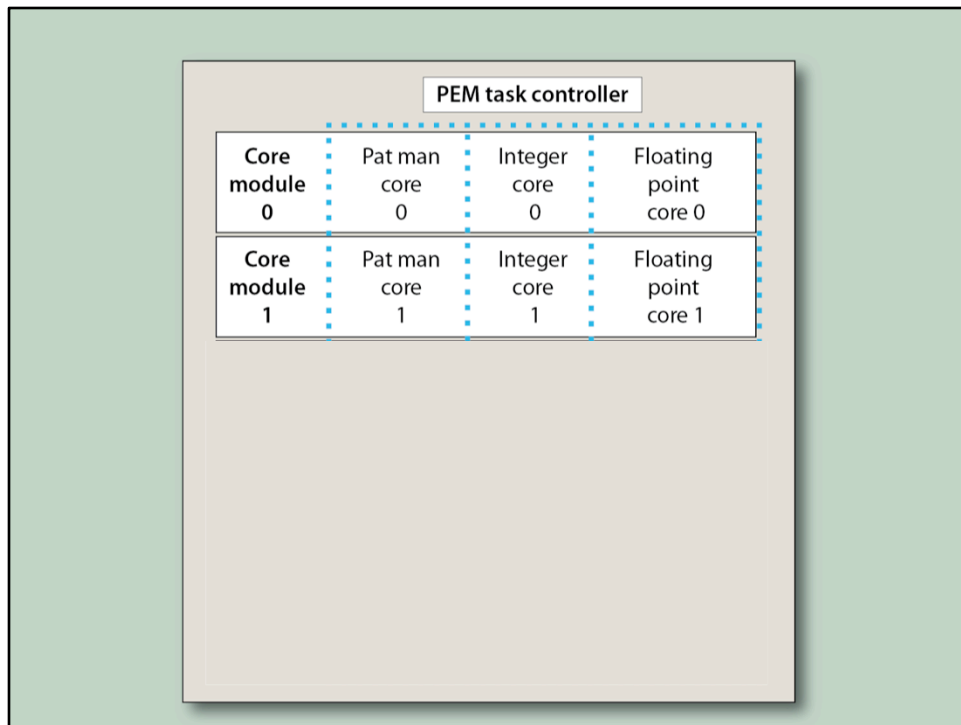 PEM task controller
Core Pat man Integer Floating
module core core point
0 0 0 core 0
Core Pat man Integer Floating
module core core point
1 1 1 core 1